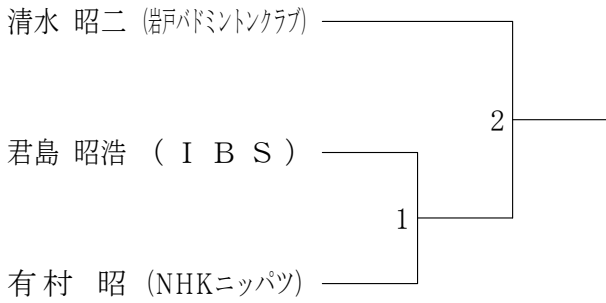 清水 昭二 (岩戸バドミントンクラブ)
2
君島 昭浩 (ＩＢＳ)
1
有村 昭 (NHKニッパツ)